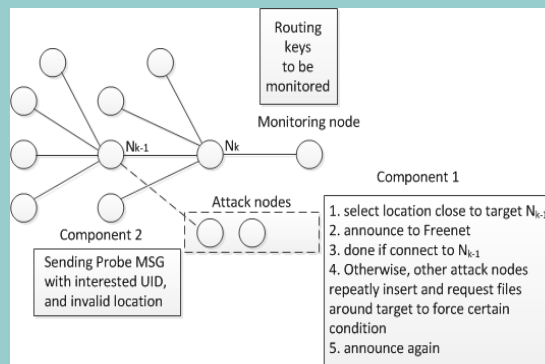 Routing
keys
to be
monitored
Monitoring node
Nk-1
Nk
Attack nodes
Component 1
1. select location close to target Nk-1
2. announce to Freenet
3. done if connect to Nk-1
4. Otherwise, other attack nodes
repeatly insert and request files
around target to force certain
condition
5. announce again
Component 2
Sending Probe MSG
with interested UID,
and invalid location